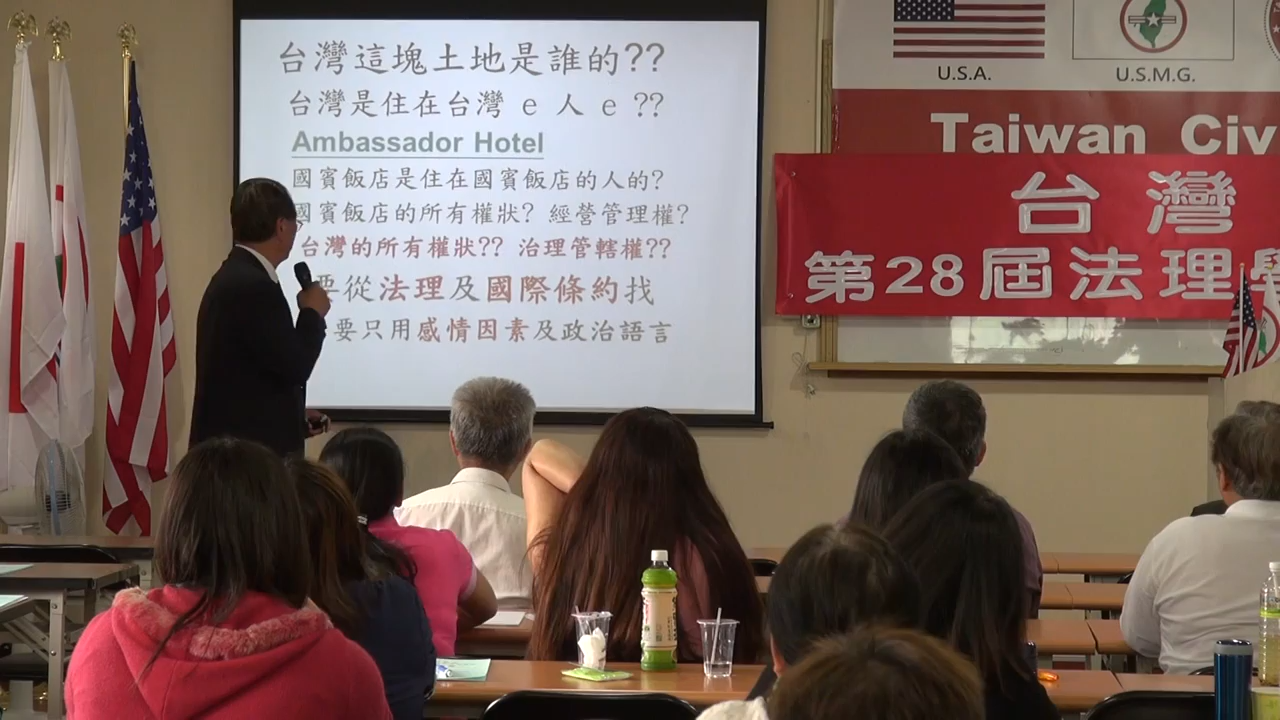 台灣這塊土地是誰的??
台灣是住在台灣 e 人 e ??
Ambassador Hotel
國賓飯店是住在國賓飯店的人的?
國賓飯店的所有權狀? 經營管理權?
台灣的所有權狀?? 治理管轄權??
要從法理及國際條約找
要只用感情因素及政治語言
U.S.A.
U.S.M.G.
Taiwan Civ
台灣
第28屆法理學